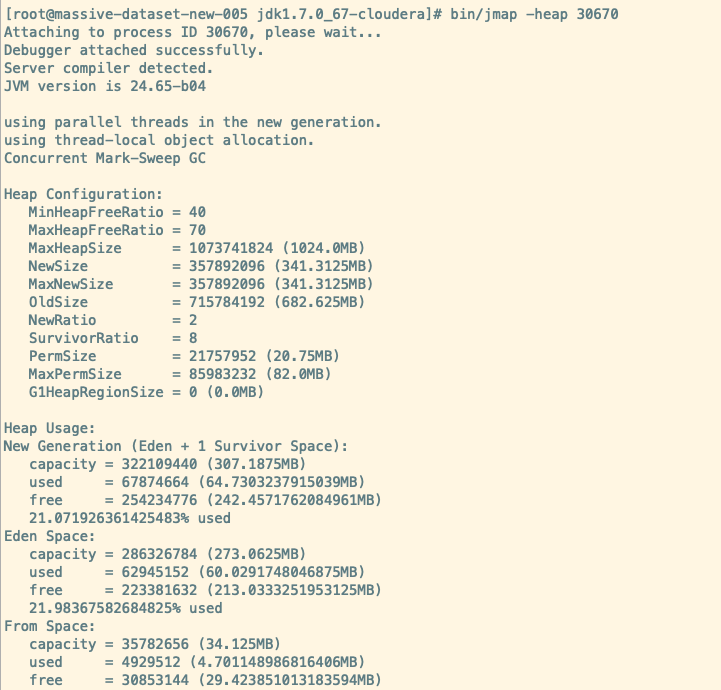 [root@massive-dataset-new-005 jdk1.7.0_67-cloudera]# bin/jmap -heap 30670
Attaching to process ID 30670, please wait...
Debugger attached successfully.
Server compiler detected.
JVM version is 24.65-b04

using parallel threads in the new generation.
using thread-local object allocation.
Concurrent Mark-Sweep GC

Heap Configuration:
   MinHeapFreeRatio = 40
   MaxHeapFreeRatio = 70
   MaxHeapSize      = 1073741824 (1024.0MB)
   NewSize          = 357892096 (341.3125MB)
   MaxNewSize       = 357892096 (341.3125MB)
   OldSize          = 715784192 (682.625MB)
   NewRatio         = 2
   SurvivorRatio    = 8
   PermSize         = 21757952 (20.75MB)
   MaxPermSize      = 85983232 (82.0MB)
   G1HeapRegionSize = 0 (0.0MB)

Heap Usage:
New Generation (Eden + 1 Survivor Space):
   capacity = 322109440 (307.1875MB)
   used     = 67874664 (64.7303237915039MB)
   free     = 254234776 (242.4571762084961MB)
   21.071926361425483% used
Eden Space:
   capacity = 286326784 (273.0625MB)
   used     = 62945152 (60.0291748046875MB)
   free     = 223381632 (213.0333251953125MB)
   21.98367582684825% used
From Space:
   capacity = 35782656 (34.125MB)
   used     = 4929512 (4.701148986816406MB)
   free     = 30853144 (29.423851013183594MB)